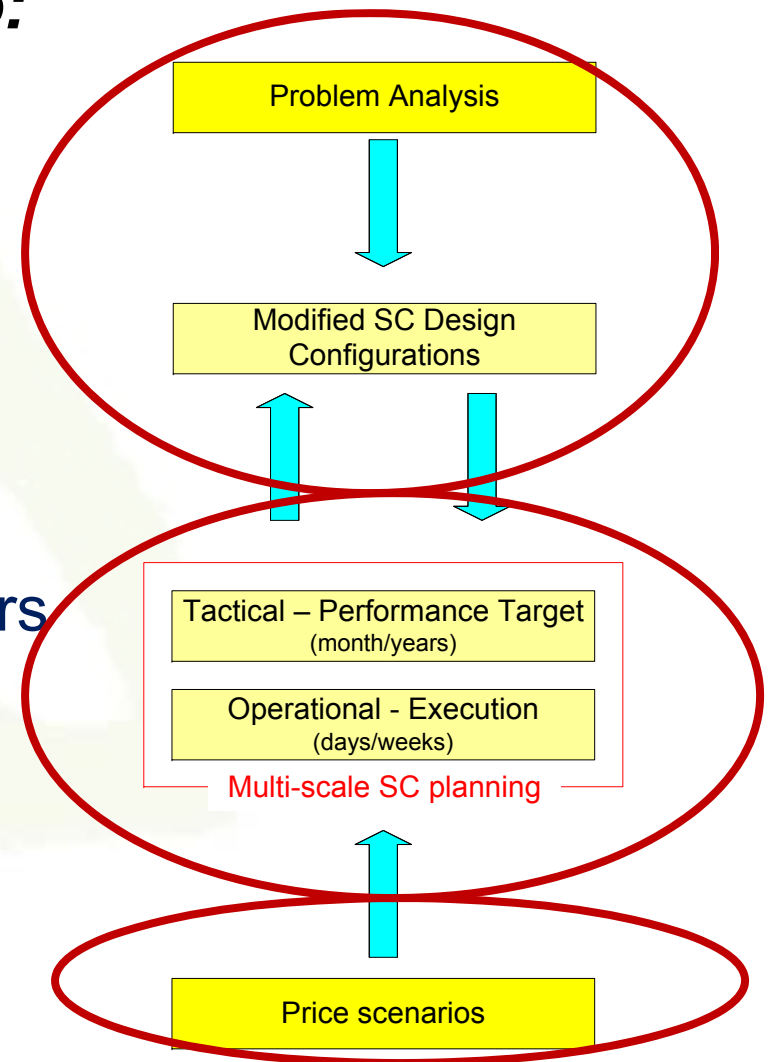 Problem Analysis
Modified SC Design
Configurations
rs
Tactical – Performance Target
(month/years)
Operational - Execution
(days/weeks)
Multi-scale SC planning
Price scenarios